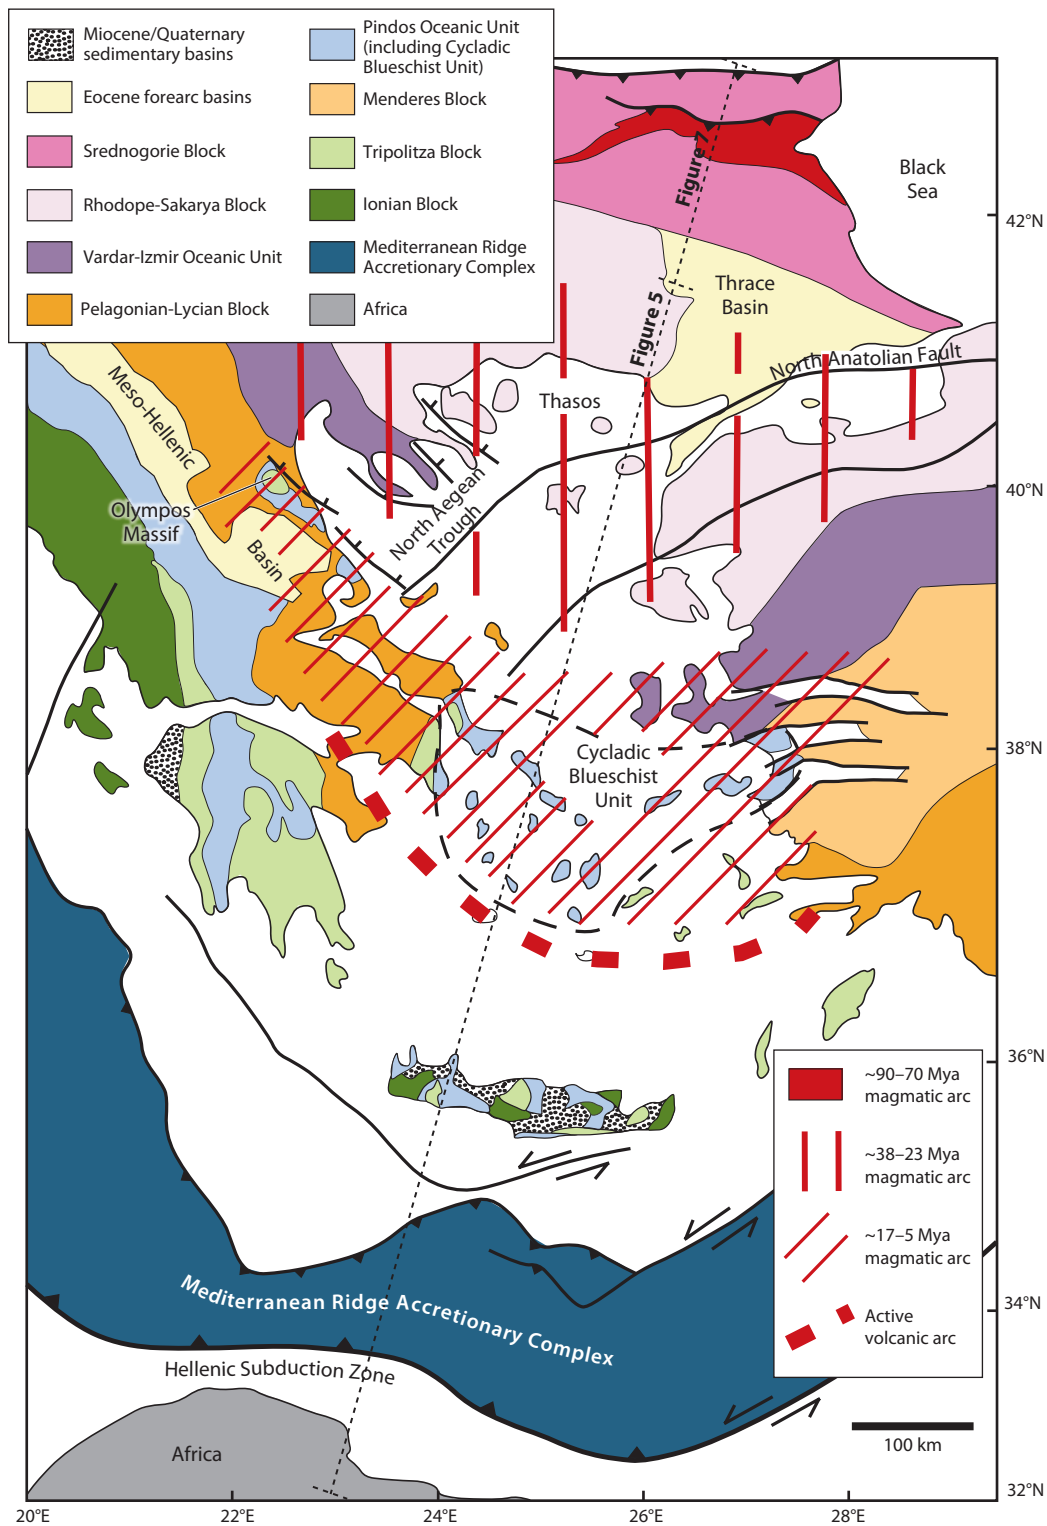 Miocene/Quaternary
sedimentary basins
Eocene forearc basins
Srednogorie Block
Rhodope-Sakarya Block
Vardar-Izmir Oceanic Unit
Pelagonian-Lycian Block
Pindos Oceanic Unit
(including Cycladic
Blueschist Unit)
Menderes Block
Tripolitza Block
Ionian Block
Mediterranean Ridge
Accretionary Complex
Africa
Black
Sea
Figure 7
42°N
Thrace
Basin
Figure 5
North Anatolian Fault
Meso-Hellenic
Thasos
40°N
Olympos
Massif
North Aegean
Trough
Basin
38°N
Cycladic
Blueschist
Unit
36°N
~90–70 Mya
magmatic arc
~38–23 Mya
magmatic arc
~17–5 Mya
magmatic arc
Active
volcanic arc
34°N
Mediterranean Ridge Accretionary Complex
Hellenic Subduction Zone
Africa
100 km
32°N
20°E
22°E
24°E
26°E
28°E